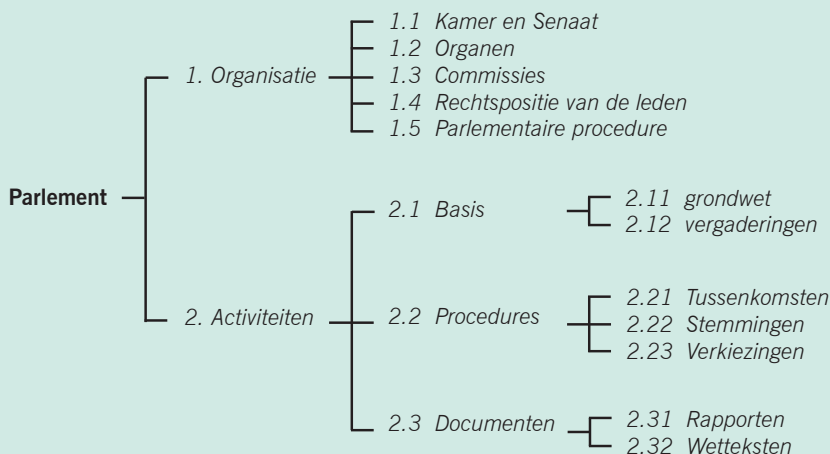 Parlement
1. Organisatie
1.1 Kamer en Senaat
1.2 Organen
1.3 Commissies
1.4 Rechtspositie van de leden
1.5 Parlementaire procedure
2. Activiteiten
2.1 Basis
2.11 grondwet
2.12 vergaderingen
2.2 Procedures
2.21 Tussenkomsten
2.22 Stemmingen
2.23 Verkiezingen
2.3 Documenten
2.31 Rapporten
2.32 Wetteksten